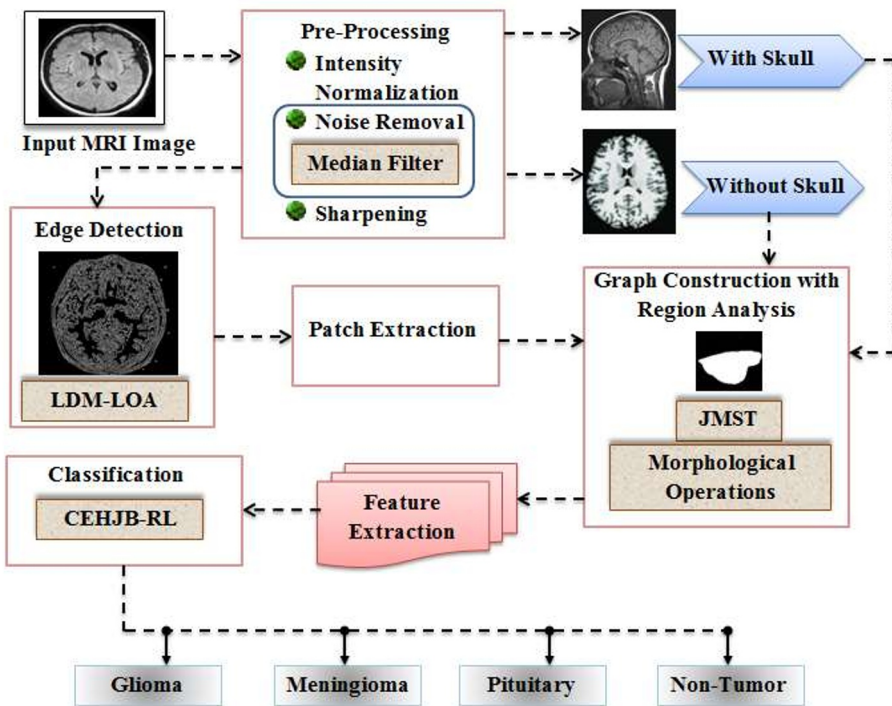 Input MRI Image
Pre-Processing
Intensity
Normalization
Noise Removal
Median Filter
Sharpening
With Skull
Without Skull
Edge Detection
LDM-LOA
Patch Extraction
Graph Construction with
Region Analysis
JMST
Morphological
Operations
Feature
Extraction
Classification
CEHJB-RL
Glioma
Meningioma
Pituitary
Non-Tumor